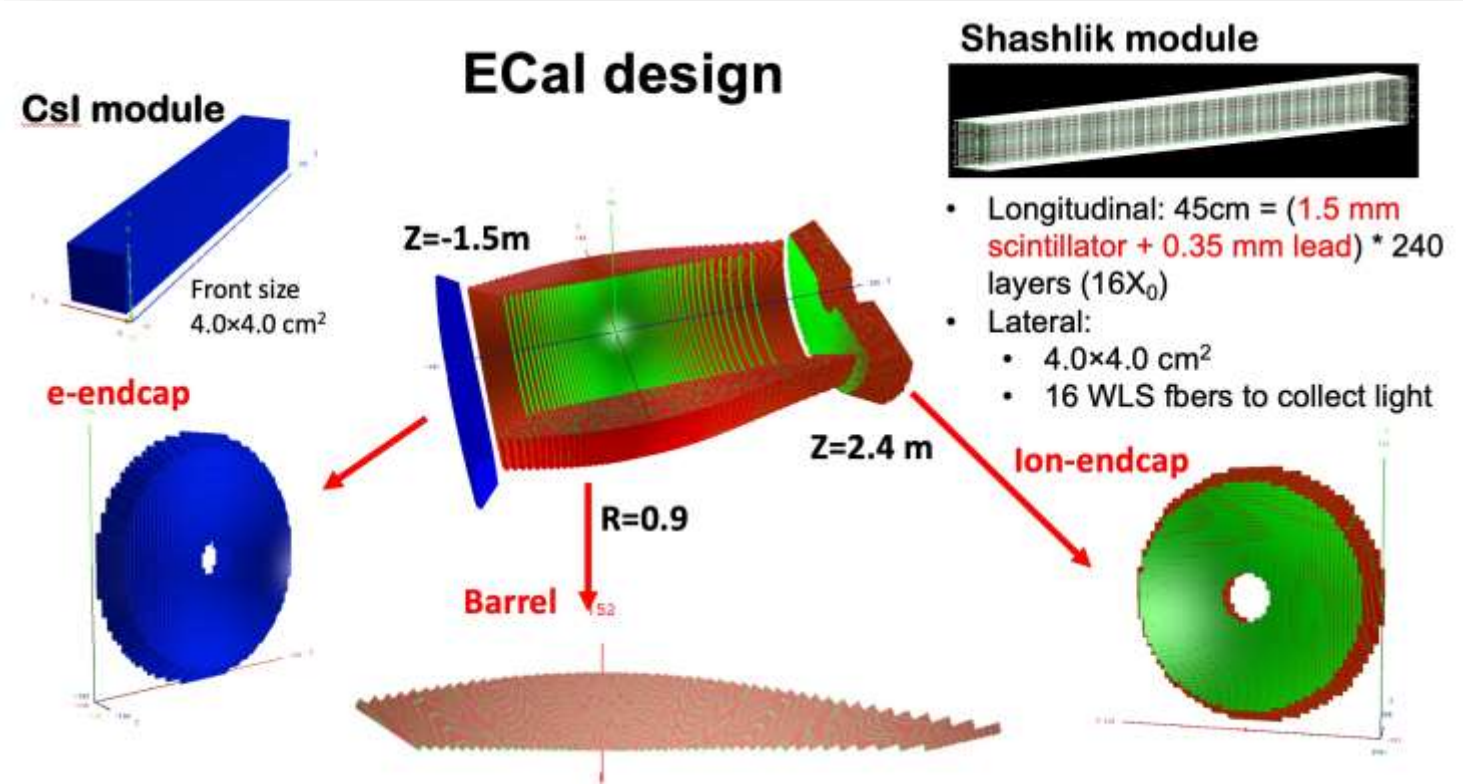 ECal design
CsI module
Front size
4.0×4.0 cm²
Shashlik module
• Longitudinal: 45cm = (1.5 mm
scintillator + 0.35 mm lead) * 240
layers (16X₀)
• Lateral:
• 4.0×4.0 cm²
• 16 WLS fbers to collect light
Z=-1.5m
Z=2.4 m
R=0.9
e-endcap
Barrel
Ion-endcap